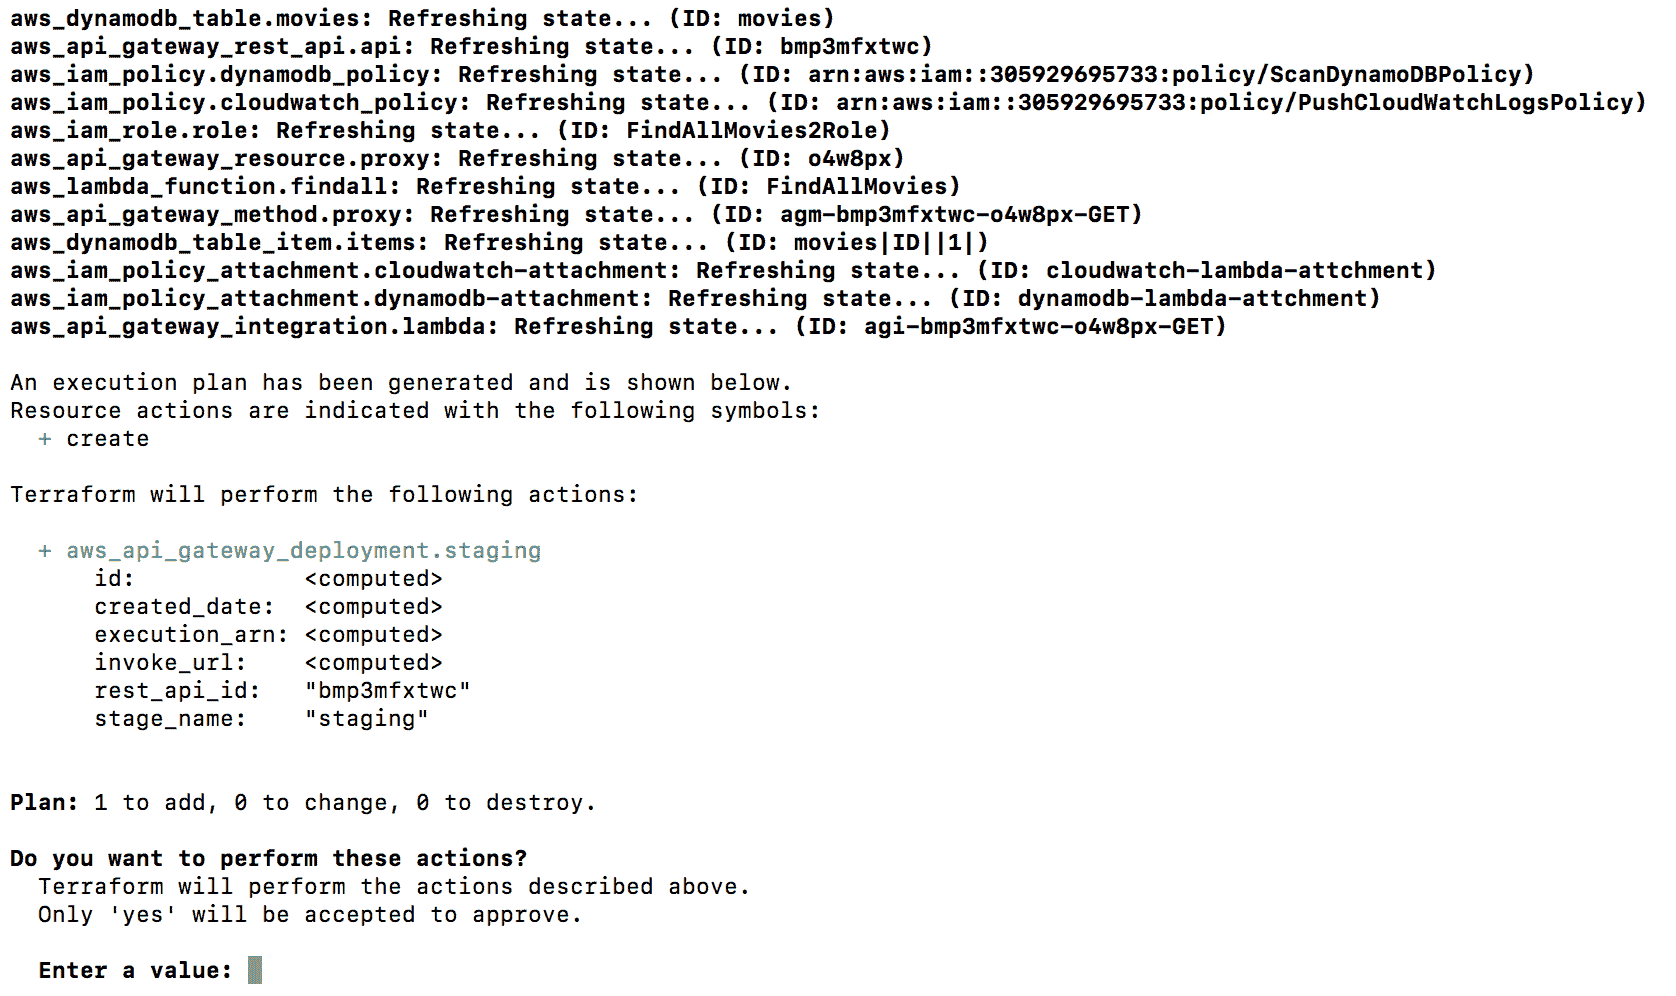 aws_dynamodb_table.movies: Refreshing state... (ID: movies)
aws_api_gateway_rest_api.api: Refreshing state... (ID: bmp3mfxtwc)
aws_iam_policy.dynamodb_policy: Refreshing state... (ID: arn:aws:iam::305929695733:policy/ScanDynamoDBPolicy)
aws_iam_policy.cloudwatch_policy: Refreshing state... (ID: arn:aws:iam::305929695733:policy/PushCloudWatchLogsPolicy)
aws_iam_role.role: Refreshing state... (ID: FindAllMovies2Role)
aws_api_gateway_resource.proxy: Refreshing state... (ID: o4w8px)
aws_lambda_function.findall: Refreshing state... (ID: FindAllMovies)
aws_api_gateway_method.proxy: Refreshing state... (ID: agm-bmp3mfxtwc-o4w8px-GET)
aws_dynamodb_table_item.items: Refreshing state... (ID: movies|ID||1|)
aws_iam_policy_attachment.cloudwatch-attachment: Refreshing state... (ID: cloudwatch-lambda-attchment)
aws_iam_policy_attachment.dynamodb-attachment: Refreshing state... (ID: dynamodb-lambda-attchment)
aws_api_gateway_integration.lambda: Refreshing state... (ID: agi-bmp3mfxtwc-o4w8px-GET)

An execution plan has been generated and is shown below.
Resource actions are indicated with the following symbols:
  + create

Terraform will perform the following actions:

  + aws_api_gateway_deployment.staging
      id:            <computed>
      created_date:  <computed>
      execution_arn: <computed>
      invoke_url:    <computed>
      rest_api_id:   "bmp3mfxtwc"
      stage_name:    "staging"

Plan: 1 to add, 0 to change, 0 to destroy.

Do you want to perform these actions?
  Terraform will perform the actions described above.
  Only 'yes' will be accepted to approve.

  Enter a value: